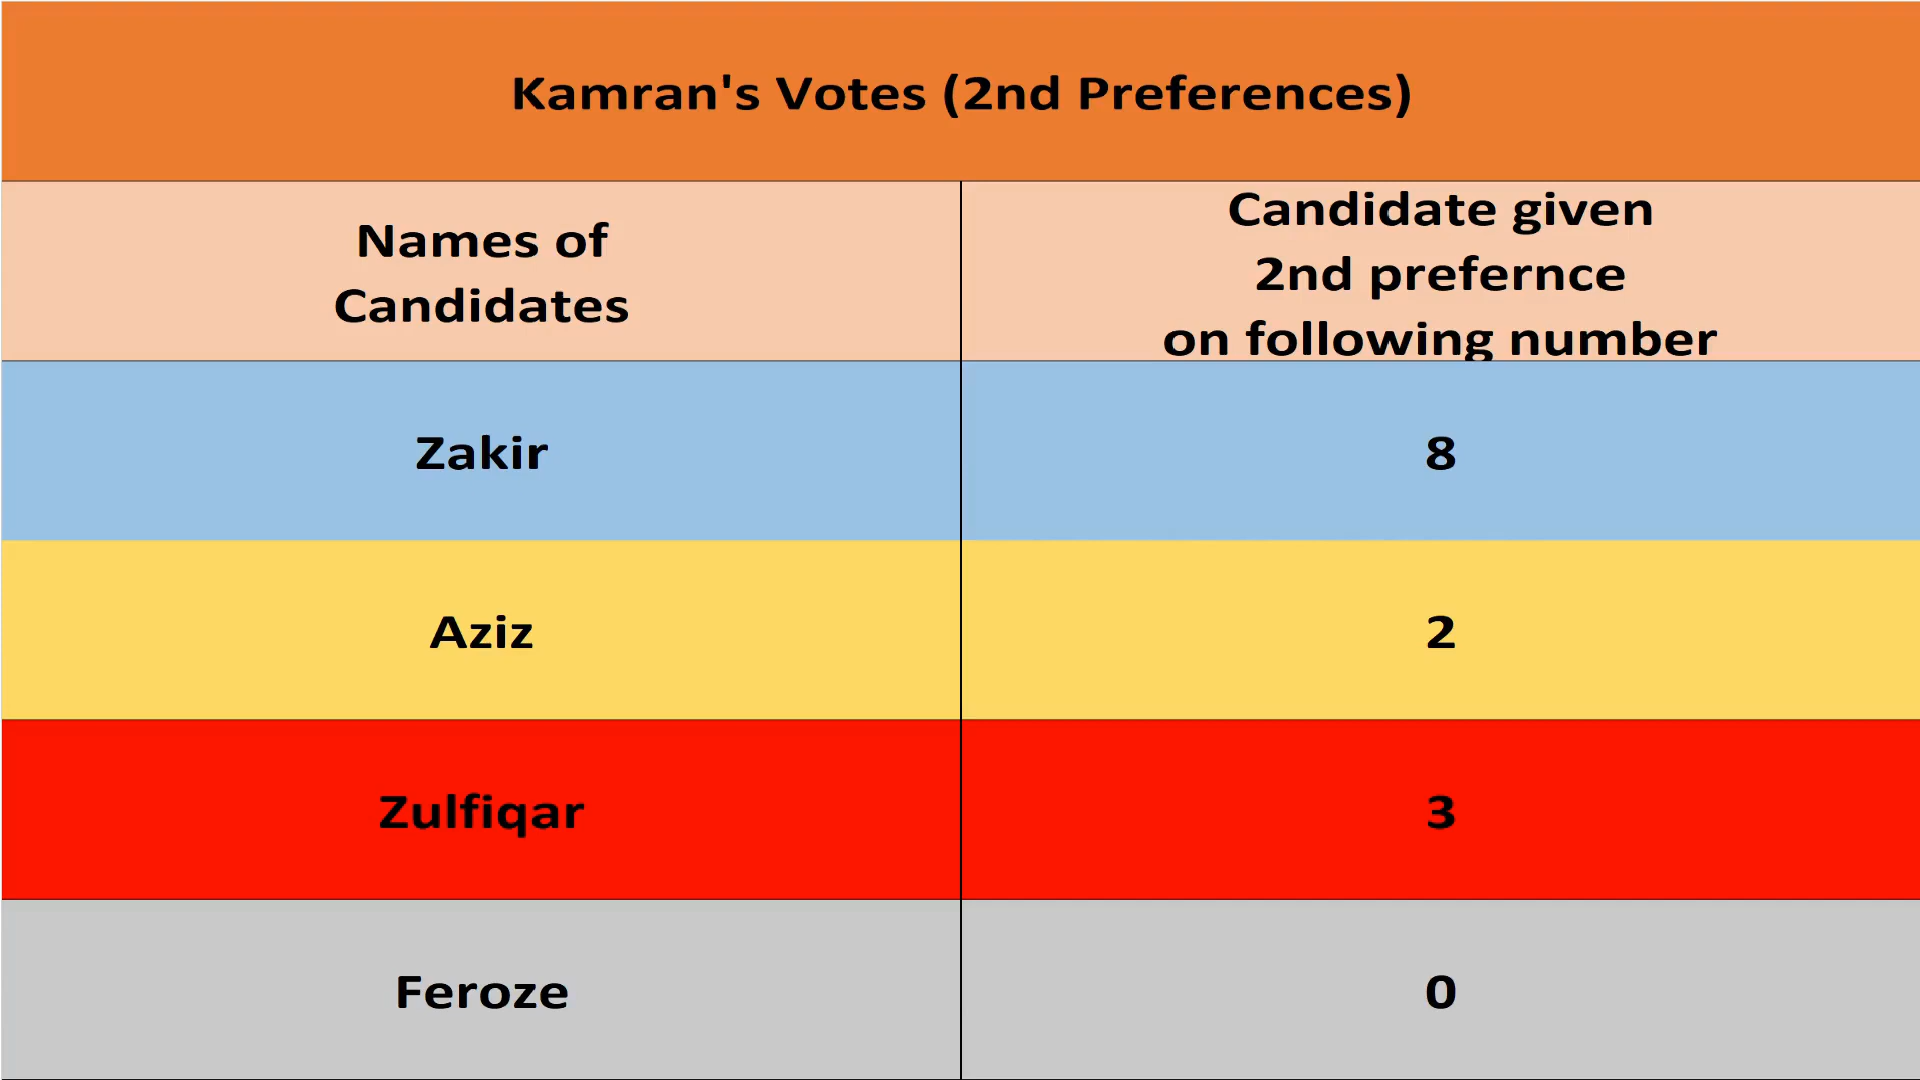 Kamran's Votes (2nd Preferences)
Names of
Candidates
Candidate given
2nd prefernce
on following number
Zakir
8
Aziz
2
Zulfiqar
3
Feroze
0